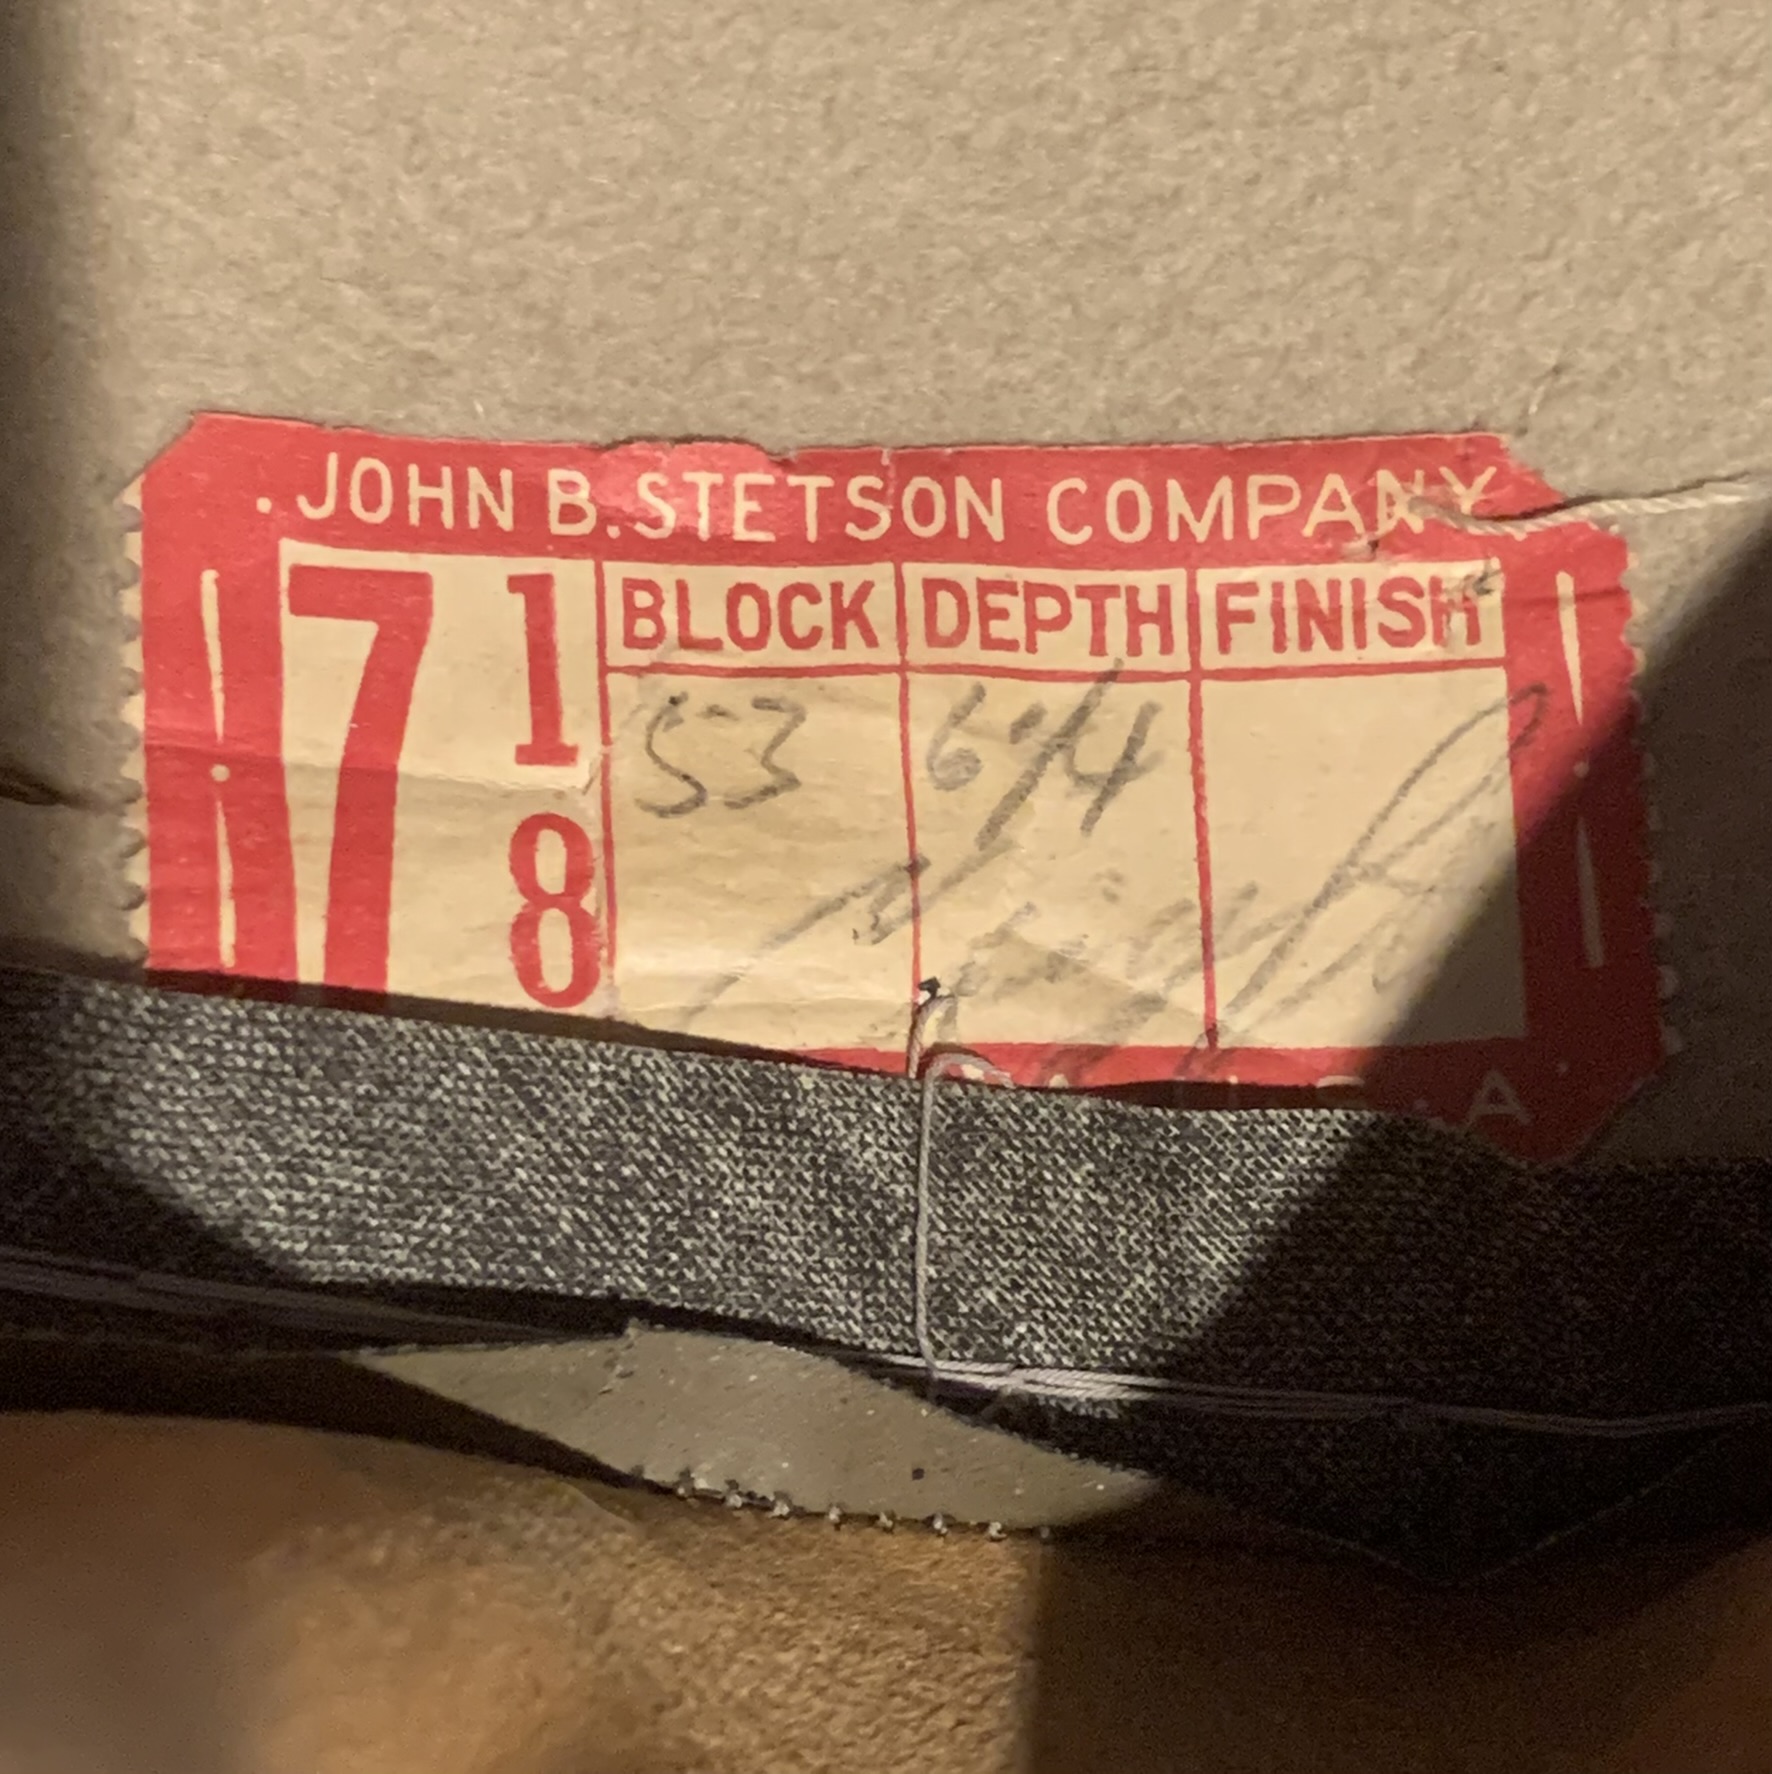 . JOHN B. STETSON COMPANY
7 1/8 BLOCK DEPTH FINISH
53 6 1/4
U.S.A